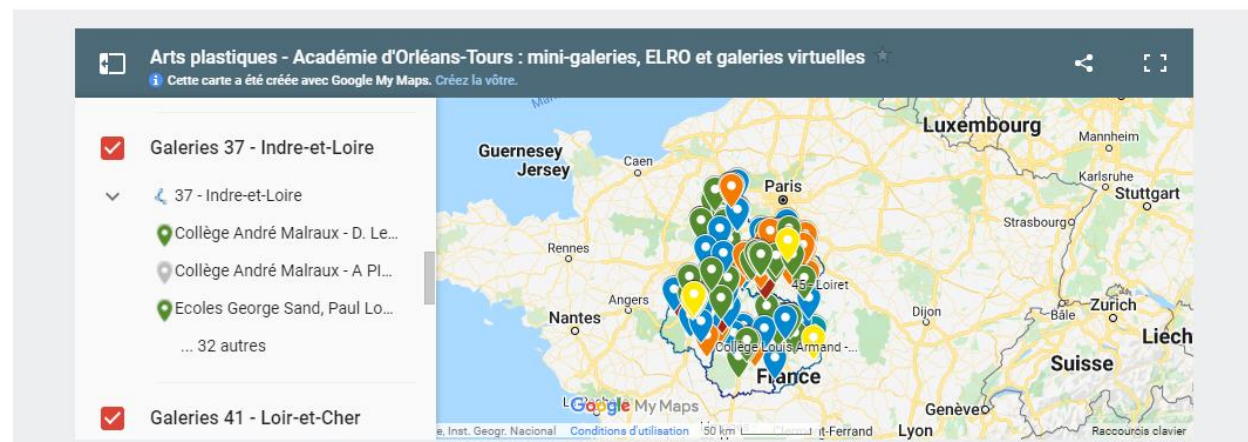 Arts plastiques - Académie d'Orléans-Tours : mini-galeries, ELRO et galeries virtuelles
Cette carte a été créée avec Google My Maps. Créez la vôtre.
Galeries 37 - Indre-et-Loire
37 - Indre-et-Loire
Collège André Malraux - D. Le...
Collège André Malraux - A PI...
Ecoles George Sand, Paul Lo...
... 32 autres
Galeries 41 - Loir-et-Cher
Guernesey
Jersey
Caen
Paris
Luxembourg
Mannheim
Karlsruhe
Stuttgart
Strasbourg
Rennes
Angers
Nantes
45 - Loiret
Dijon
Zurich
Bâle
Liech
Collège Louis Armand -...
Suisse
France
Google My Maps
Genève
e, Inst. Geogr. Nacional
Conditions d'utilisation
50 km
t-Ferrand
Lyon
Raccourcis clavier